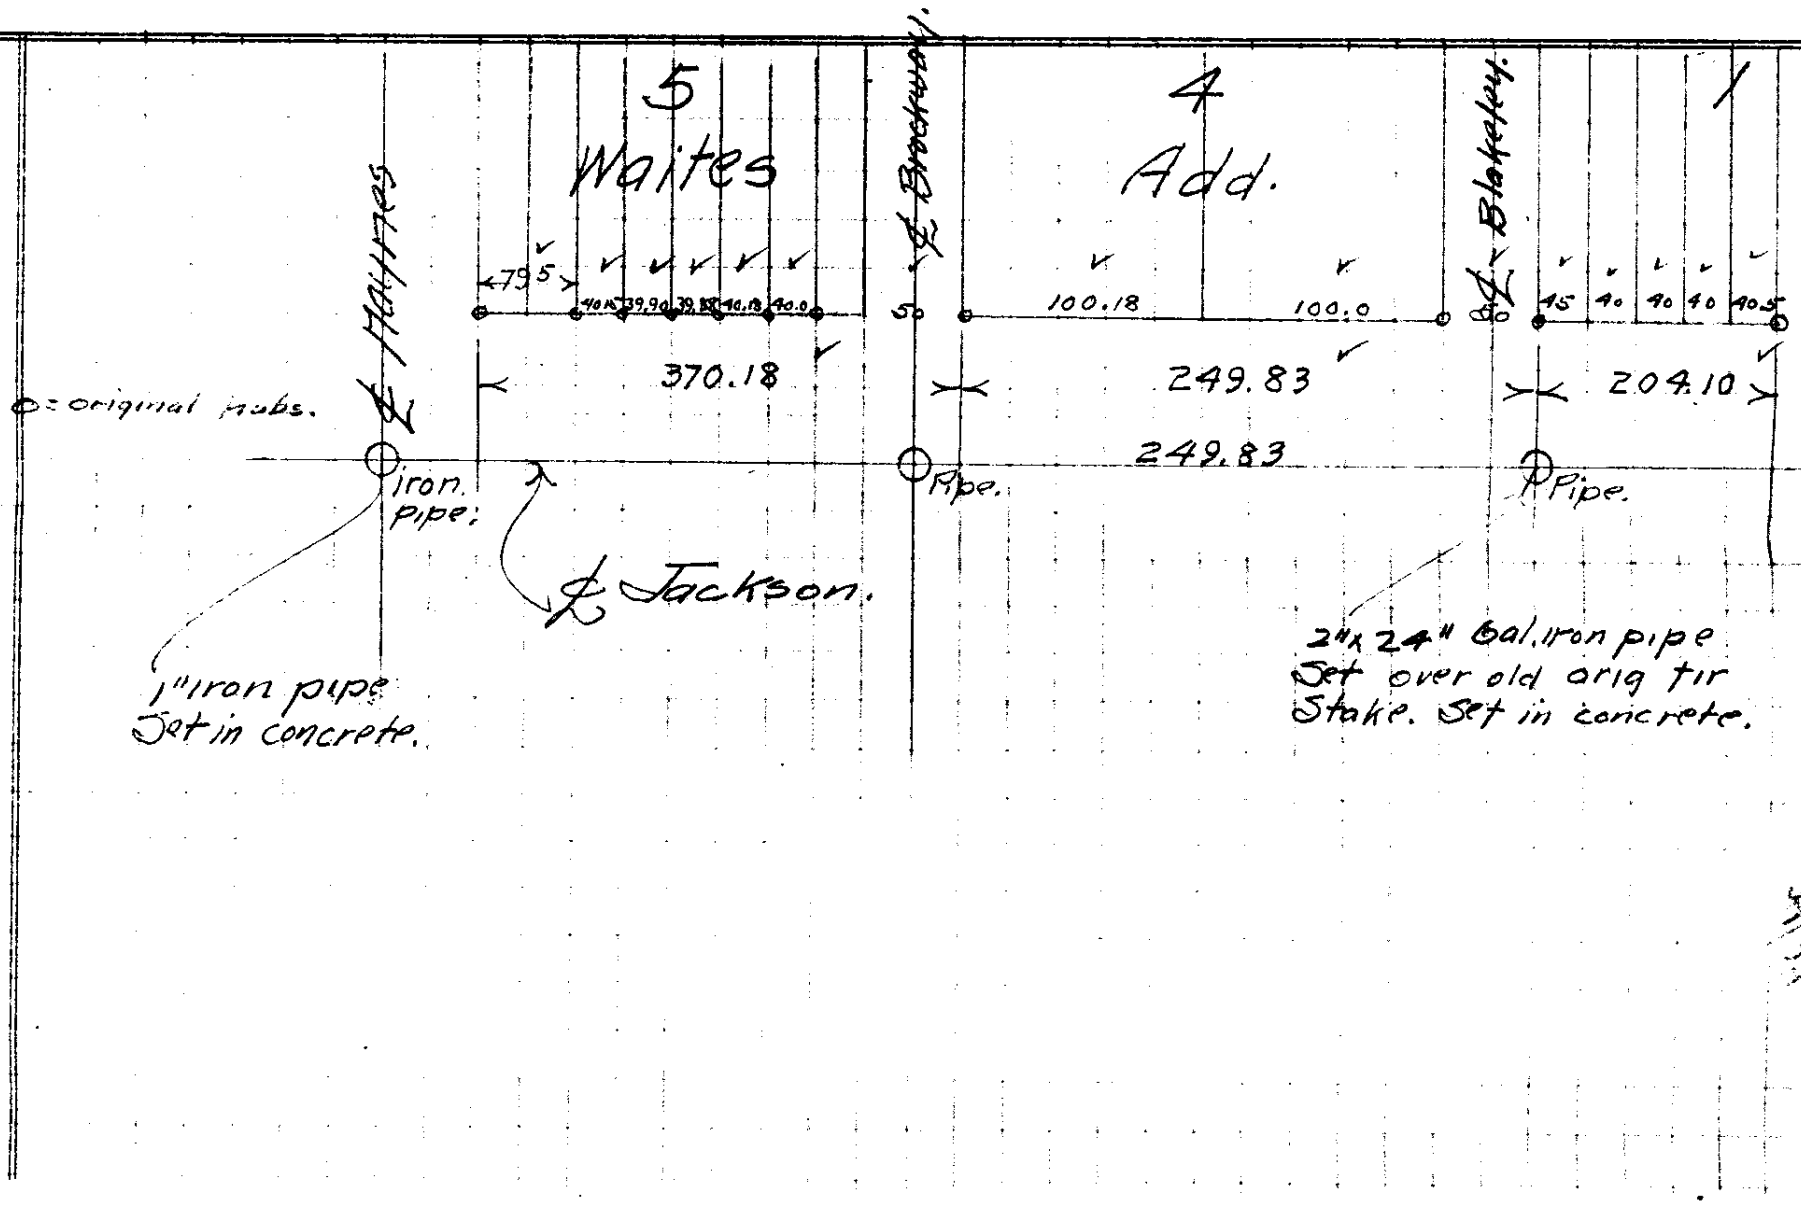 5
4
1
Waites
Add.
℄ Haines
℄ Brockway.
℄ Blakeley.
79.5
40.15 39.90 39.88 40.18 40.0
50
100.18
100.0
50
45 40 40 40 40.5
370.18
249.83
204.10
= original hubs.
249.83
iron.
pipe.
Pipe.
Pipe.
℄ Jackson.
1" iron pipe
Set in concrete.
2"x 24" Gal. iron pipe
Set over old orig fir
Stake. Set in concrete.